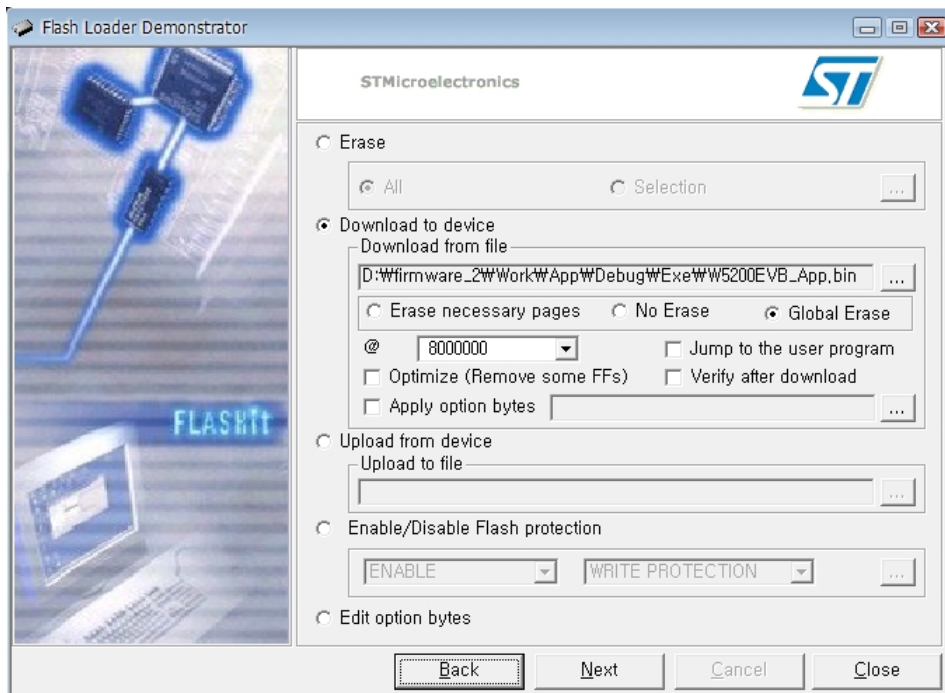 Flash Loader Demonstrator
STMicroelectronics
ST
Erase
All
Selection
...
Download to device
Download from file
D:₩firmware_2₩Work₩App₩Debug₩Exe₩W5200EVB_App,bin
...
Erase necessary pages
No Erase
Global Erase
@
8000000
Jump to the user program
Optimize (Remove some FFs)
Verify after download
Apply option bytes
...
FLASHit
Upload from device
Upload to file
...
Enable/Disable Flash protection
ENABLE
WRITE PROTECTION
...
Edit option bytes
Back
Next
Cancel
Close